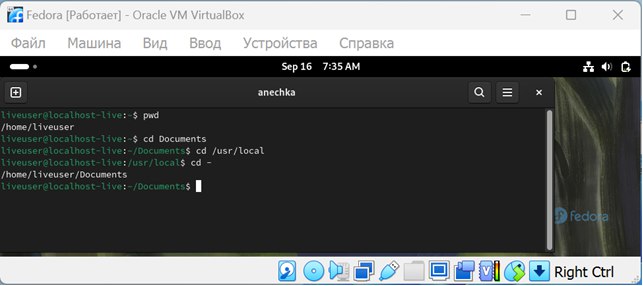 Fedora [Работает] - Oracle VM VirtualBox
Файл Машина Вид Ввод Устройства Справка
Sep 16 7:35 AM
anechka
liveuser@localhost-live:~$ pwd
/home/liveuser
liveuser@localhost-live:~$ cd Documents
liveuser@localhost-live:~/Documents$ cd /usr/local
liveuser@localhost-live:/usr/local$ cd -
/home/liveuser/Documents
liveuser@localhost-live:~/Documents$
fedora
Right Ctrl